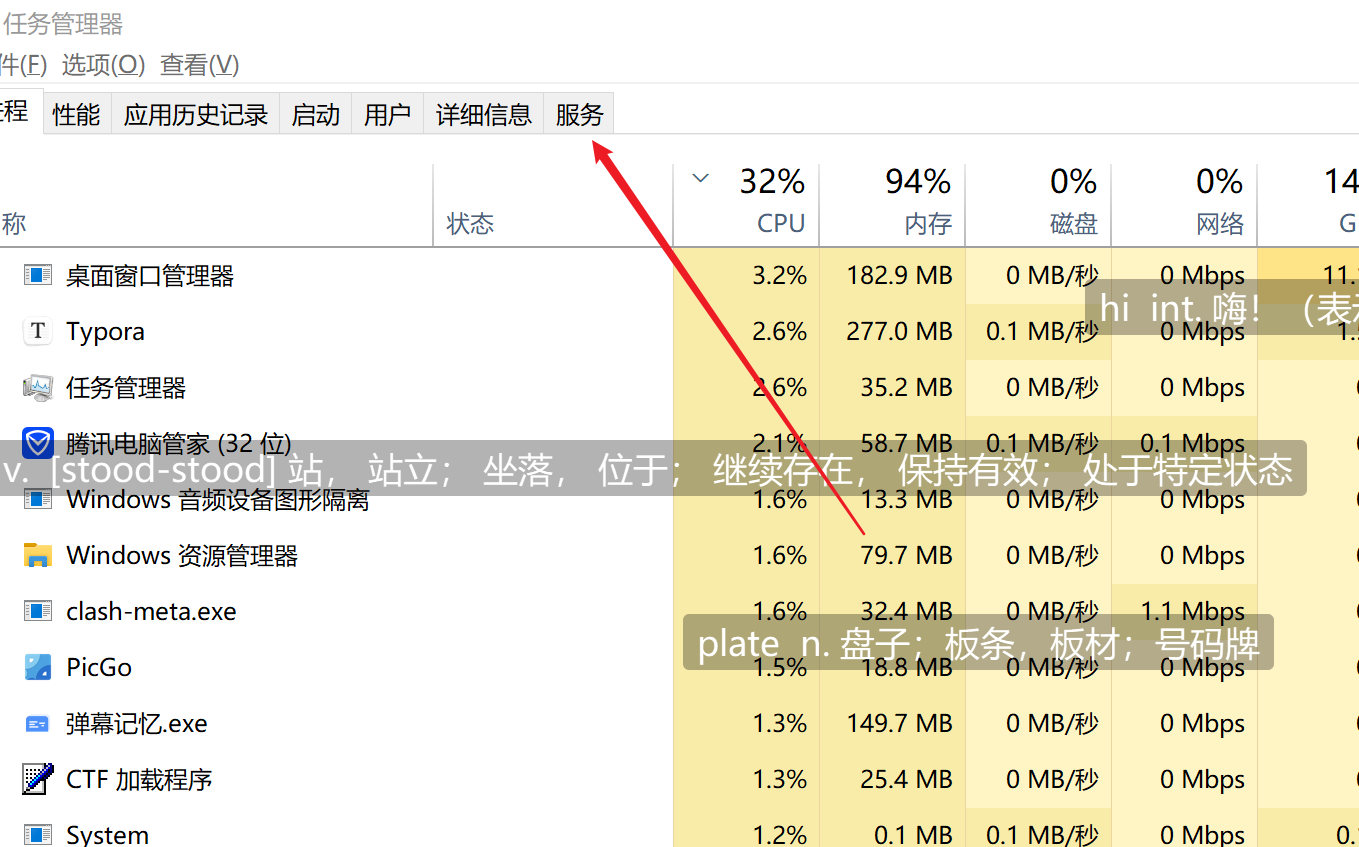 任务管理器
件(F) 选项(O) 查看(V)
进程 性能 应用历史记录 启动 用户 详细信息 服务
32% 94% 0% 0% 14
称 状态 CPU 内存 磁盘 网络 G
桌面窗口管理器 3.2% 182.9 MB 0 MB/秒 0 Mbps 11.
hi int. 嗨！ （表示
Typora 2.6% 277.0 MB 0.1 MB/秒 0 Mbps
任务管理器 2.6% 35.2 MB 0 MB/秒 0 Mbps
腾讯电脑管家 (32 位) 2.1% 58.7 MB 0.1 MB/秒 0.1 Mbps
v. [stood-stood] 站， 站立； 坐落， 位于； 继续存在， 保持有效； 处于特定状态
Windows 音频设备图形隔离 1.6% 13.3 MB 0 MB/秒 0 Mbps
Windows 资源管理器 1.6% 79.7 MB 0 MB/秒 0 Mbps
clash-meta.exe 1.6% 32.4 MB 0 MB/秒 1.1 Mbps
plate n. 盘子；板条，板材；号码牌
PicGo 1.5% 18.8 MB 0 MB/秒 0 Mbps
弹幕记忆.exe 1.3% 149.7 MB 0 MB/秒 0 Mbps
CTF 加载程序 1.3% 25.4 MB 0 MB/秒 0 Mbps
System 1.2% 0.1 MB 0.1 MB/秒 0 Mbps 0.